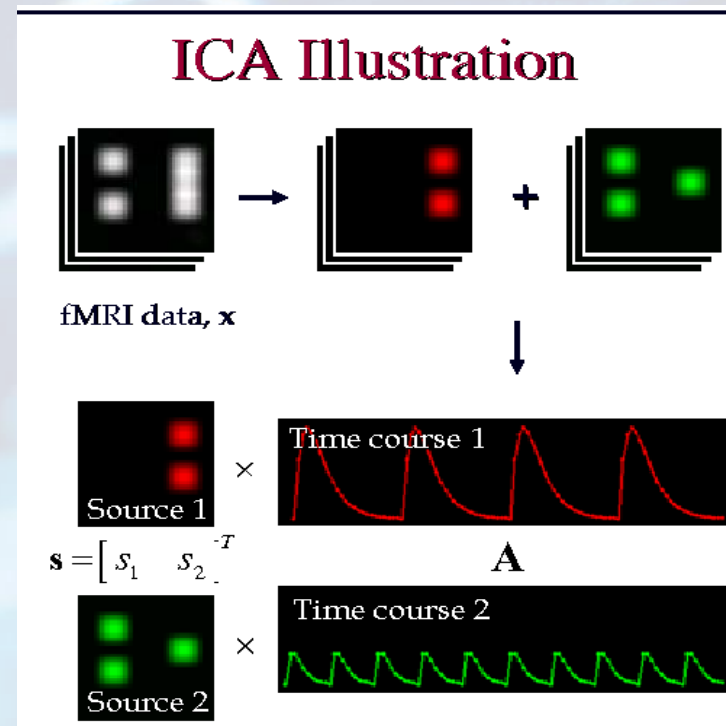 ICA Illustration
→ +
fMRI data, x
↓
Time course 1
×
Source 1
s = [ s₁ s₂ ]ᵀ
A
Time course 2
×
Source 2